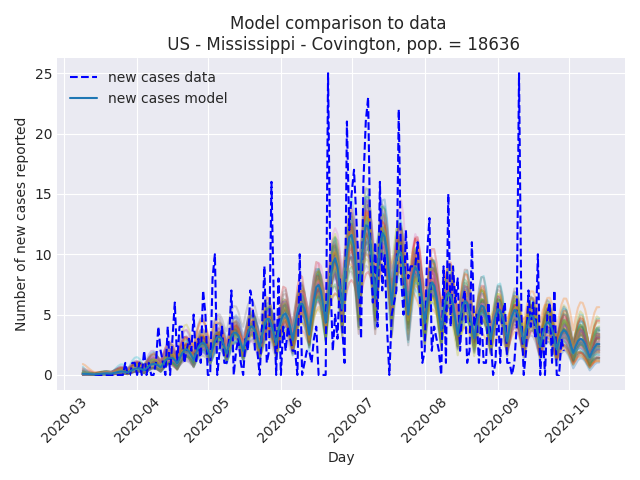 Model comparison to data
US - Mississippi - Covington, pop. = 18636
new cases data
new cases model
Number of new cases reported
25
20
15
10
5
0
2020-03
2020-04
2020-05
2020-06
2020-07
2020-08
2020-09
2020-10
Day